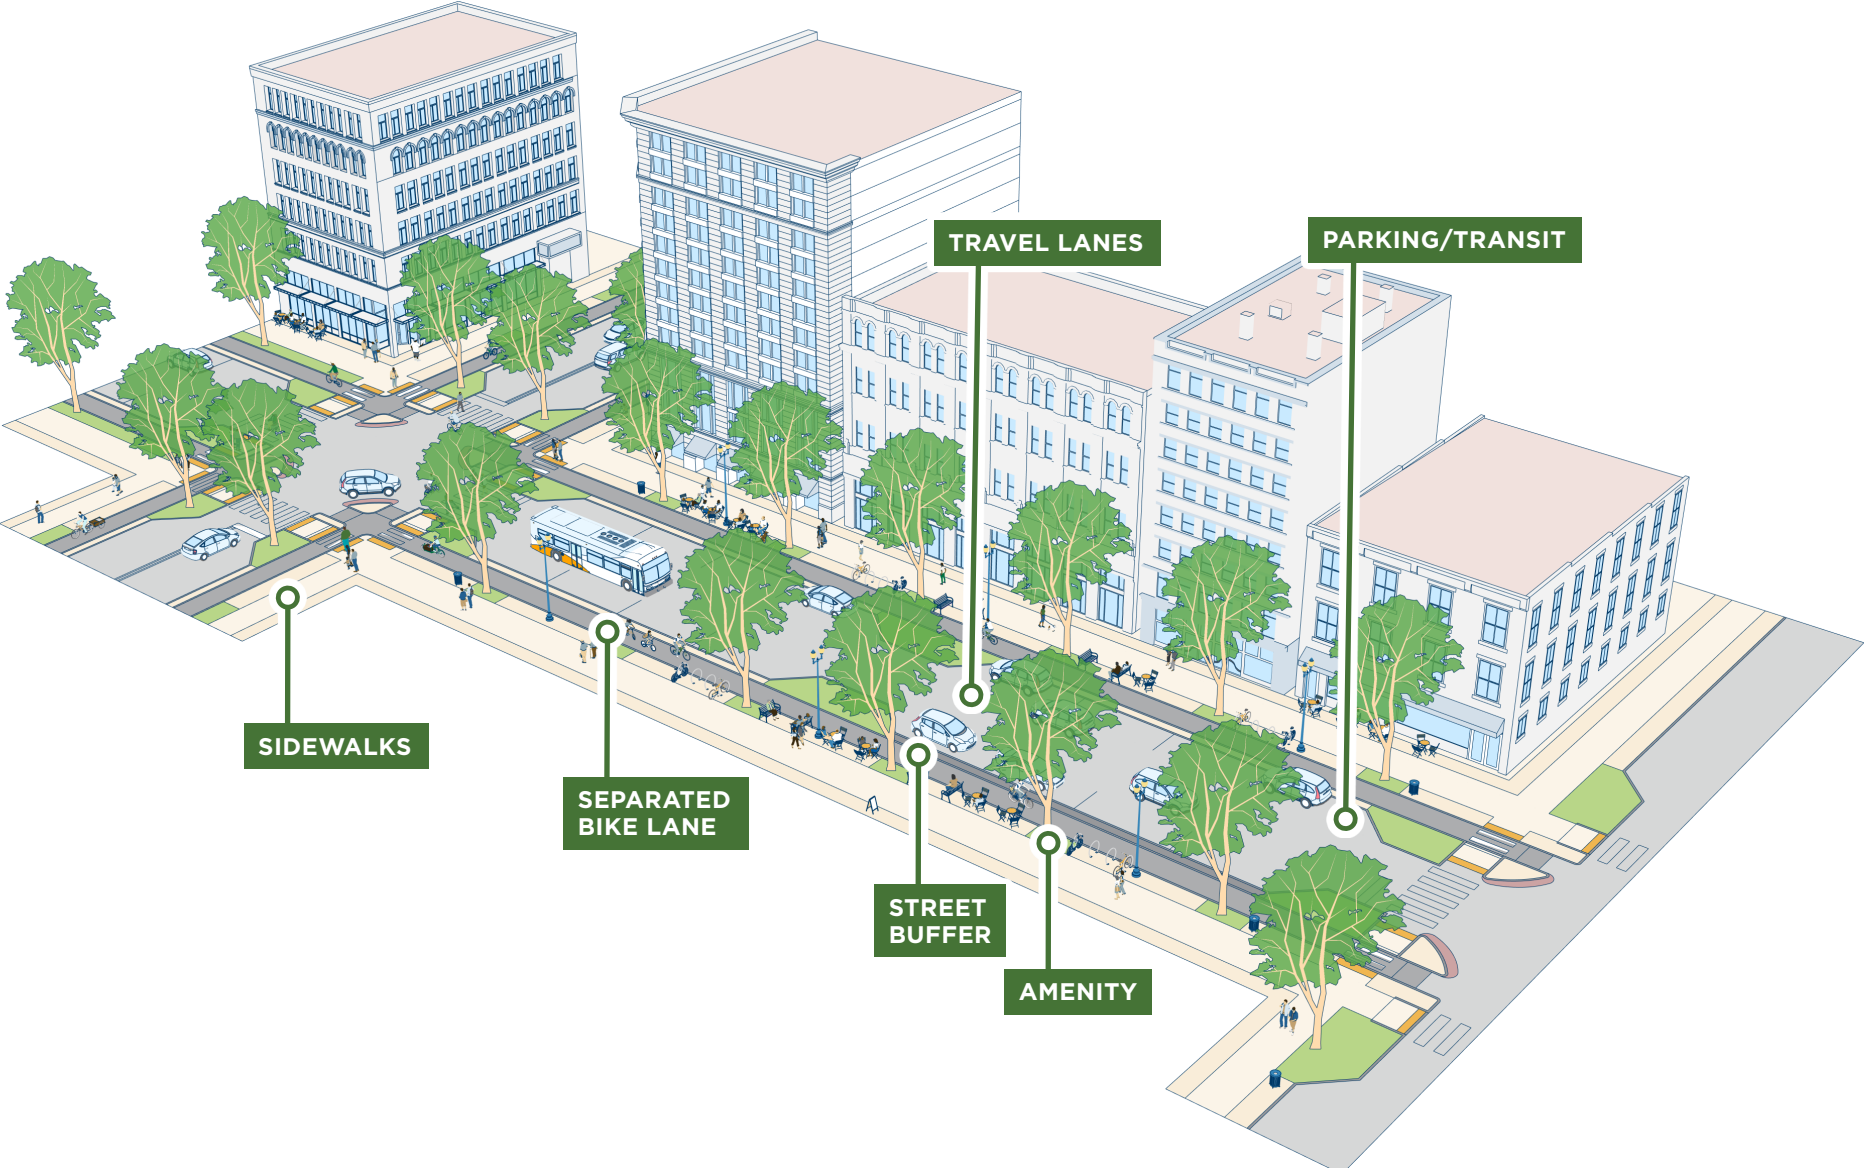 TRAVEL LANES
PARKING/TRANSIT
SIDEWALKS
SEPARATED
BIKE LANE
STREET
BUFFER
AMENITY